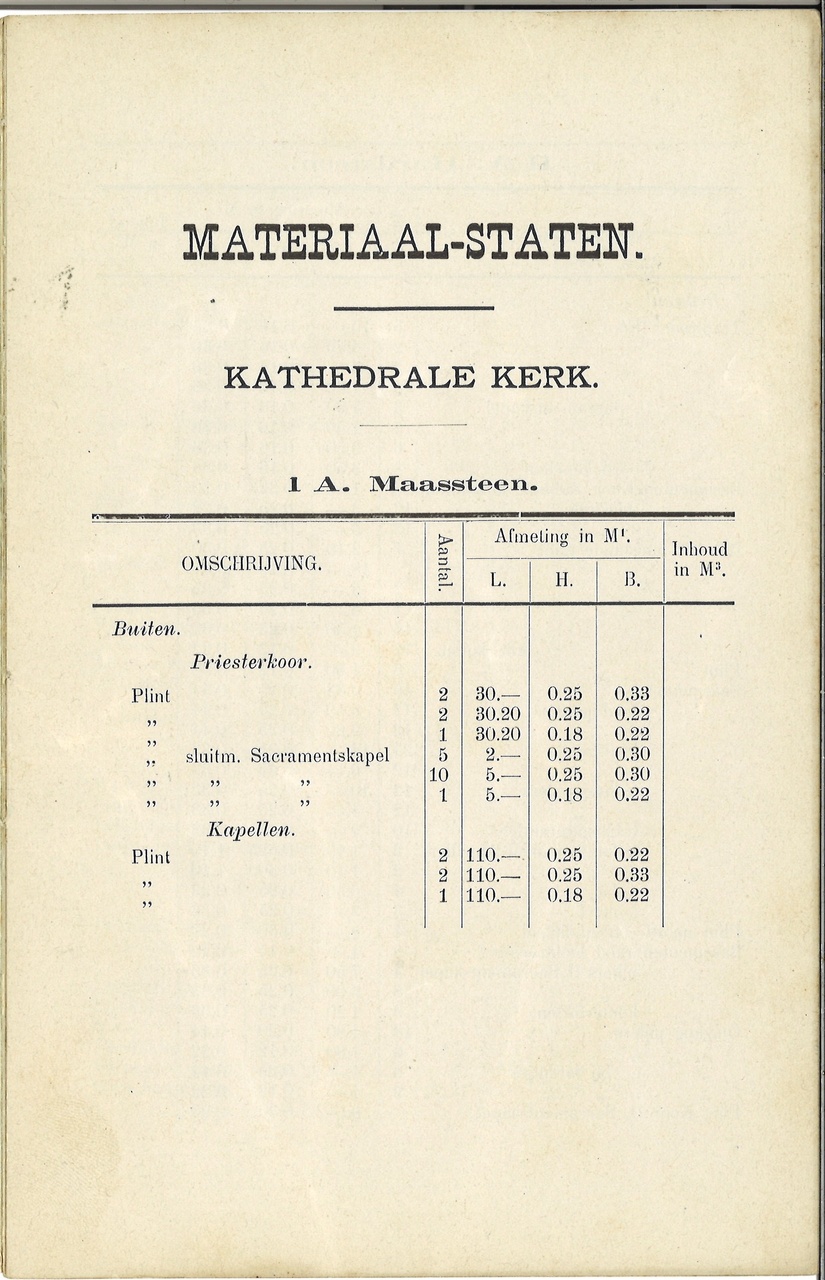 MATERIAAL-STATEN.
KATHEDRALE KERK.
1 A. Maassteen.
OMSCHRIJVING. Aantal. Afmeting in M¹. Inhoud in M³.
L. H. B.
Buiten.
Priesterkoor.
Plint 2 30.— 0.25 0.33
„ 2 30.20 0.25 0.22
„ 1 30.20 0.18 0.22
„ sluitm. Sacramentskapel 5 2.— 0.25 0.30
„ „ „ 10 5.— 0.25 0.30
„ „ „ 1 5.— 0.18 0.22
Kapellen.
Plint 2 110.— 0.25 0.22
„ 2 110.— 0.25 0.33
„ 1 110.— 0.18 0.22